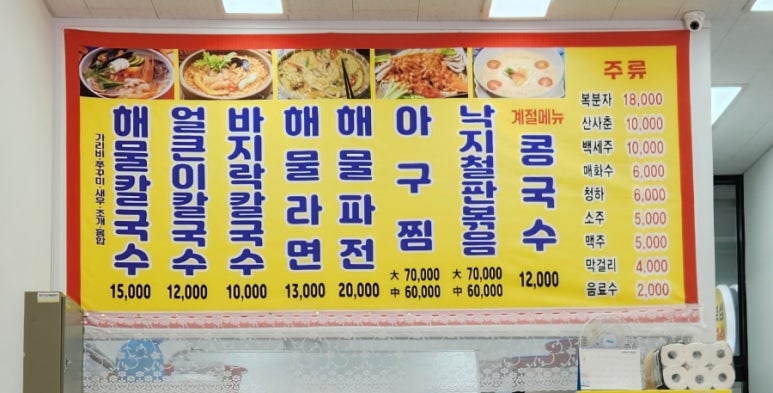 해물칼국수
가리비·쭈꾸미·새우·조개·홍합
15,000
얼큰이칼국수
12,000
바지락칼국수
10,000
해물라면
13,000
해물파전
20,000
아구찜
大 70,000
中 60,000
낙지철판볶음
大 70,000
中 60,000
계절메뉴
콩국수
12,000
주류
복분자 18,000
산사춘 10,000
백세주 10,000
매화수 6,000
청하 6,000
소주 5,000
맥주 5,000
막걸리 4,000
음료수 2,000